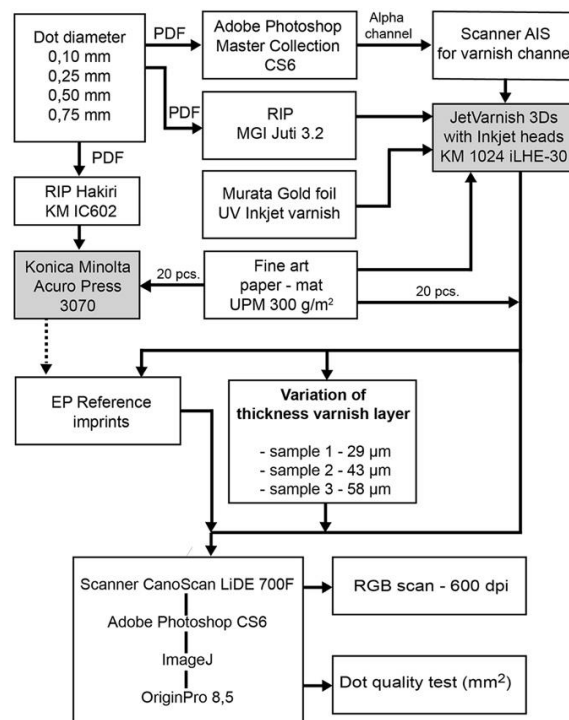 Dot diameter
0,10 mm
0,25 mm
0,50 mm
0,75 mm
PDF
Adobe Photoshop
Master Collection
CS6
Alpha
channel
Scanner AIS
for varnish channel
PDF
RIP
MGI Juti 3.2
JetVarnish 3Ds
with Inkjet heads
KM 1024 iLHE-30
PDF
RIP Hakiri
KM IC602
Murata Gold foil
UV Inkjet varnish
Konica Minolta
Acuro Press
3070
20 pcs.
Fine art
paper - mat
UPM 300 g/m²
20 pcs.
EP Reference
imprints
Variation of
thickness varnish layer
- sample 1 - 29 µm
- sample 2 - 43 µm
- sample 3 - 58 µm
Scanner CanoScan LiDE 700F
Adobe Photoshop CS6
ImageJ
OriginPro 8,5
RGB scan - 600 dpi
Dot quality test (mm²)